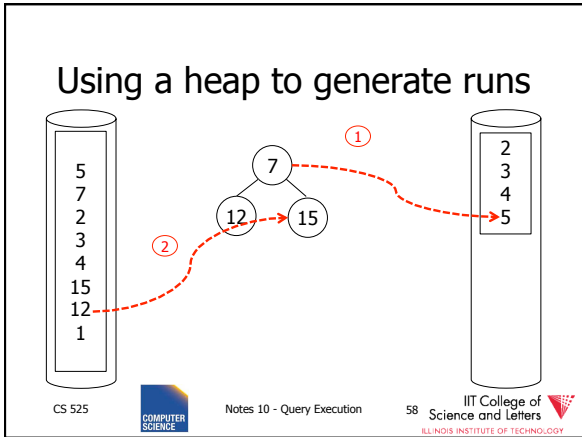 Using a heap to generate runs
5
7
2
3
4
15
12
1
7
12
15
1
2
2
3
4
5
CS 525
COMPUTER
SCIENCE
Notes 10 - Query Execution
58
IIT College of
Science and Letters
ILLINOIS INSTITUTE OF TECHNOLOGY